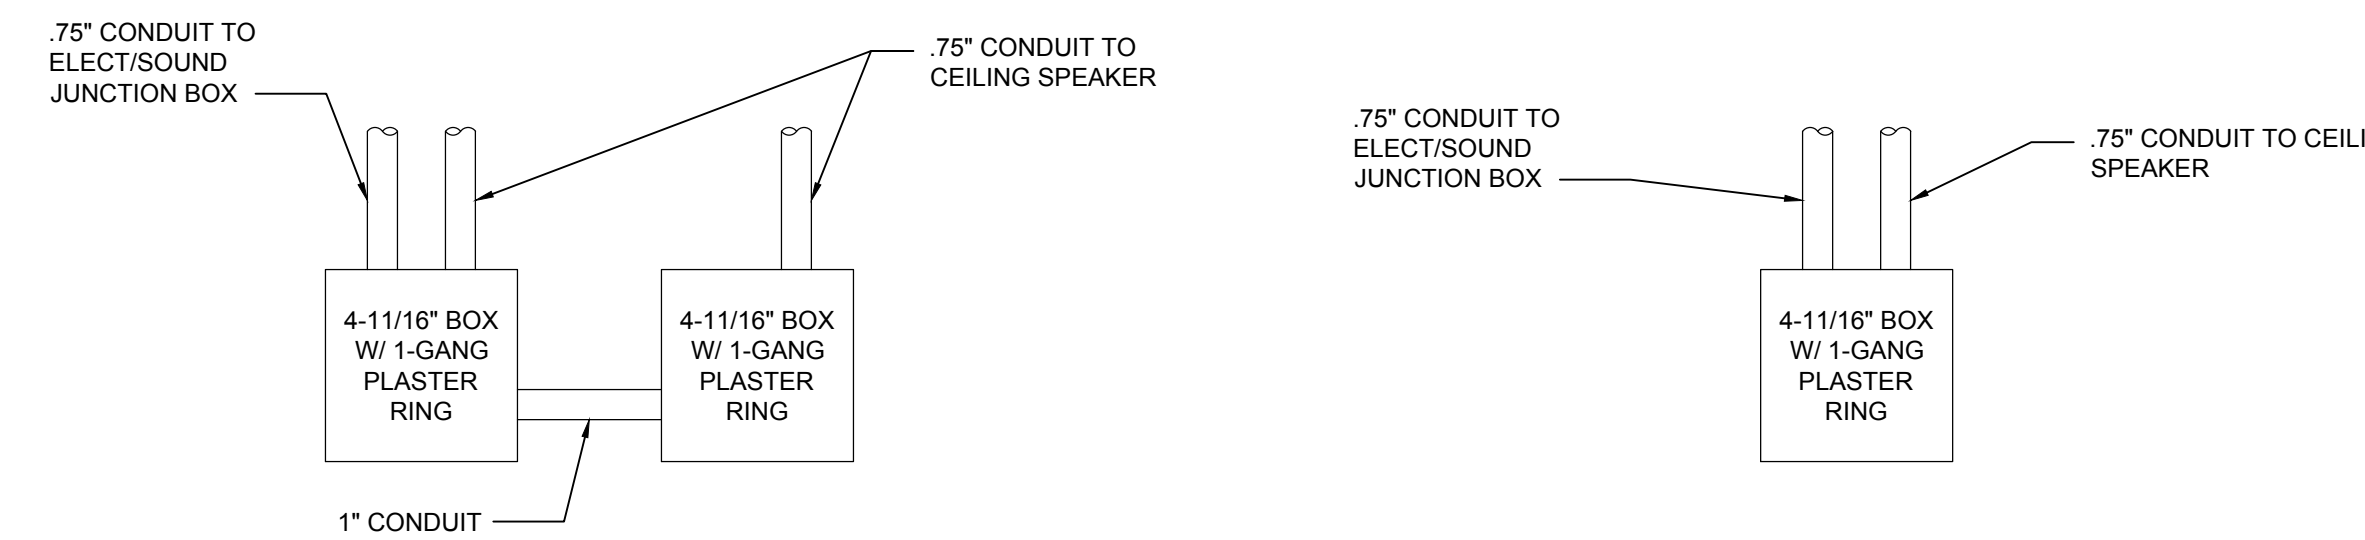 .75" CONDUIT TO
ELECT/SOUND
JUNCTION BOX
.75" CONDUIT TO
CEILING SPEAKER
4-11/16" BOX
W/ 1-GANG
PLASTER
RING
4-11/16" BOX
W/ 1-GANG
PLASTER
RING
1" CONDUIT
.75" CONDUIT TO
ELECT/SOUND
JUNCTION BOX
.75" CONDUIT TO CEILI
SPEAKER
4-11/16" BOX
W/ 1-GANG
PLASTER
RING